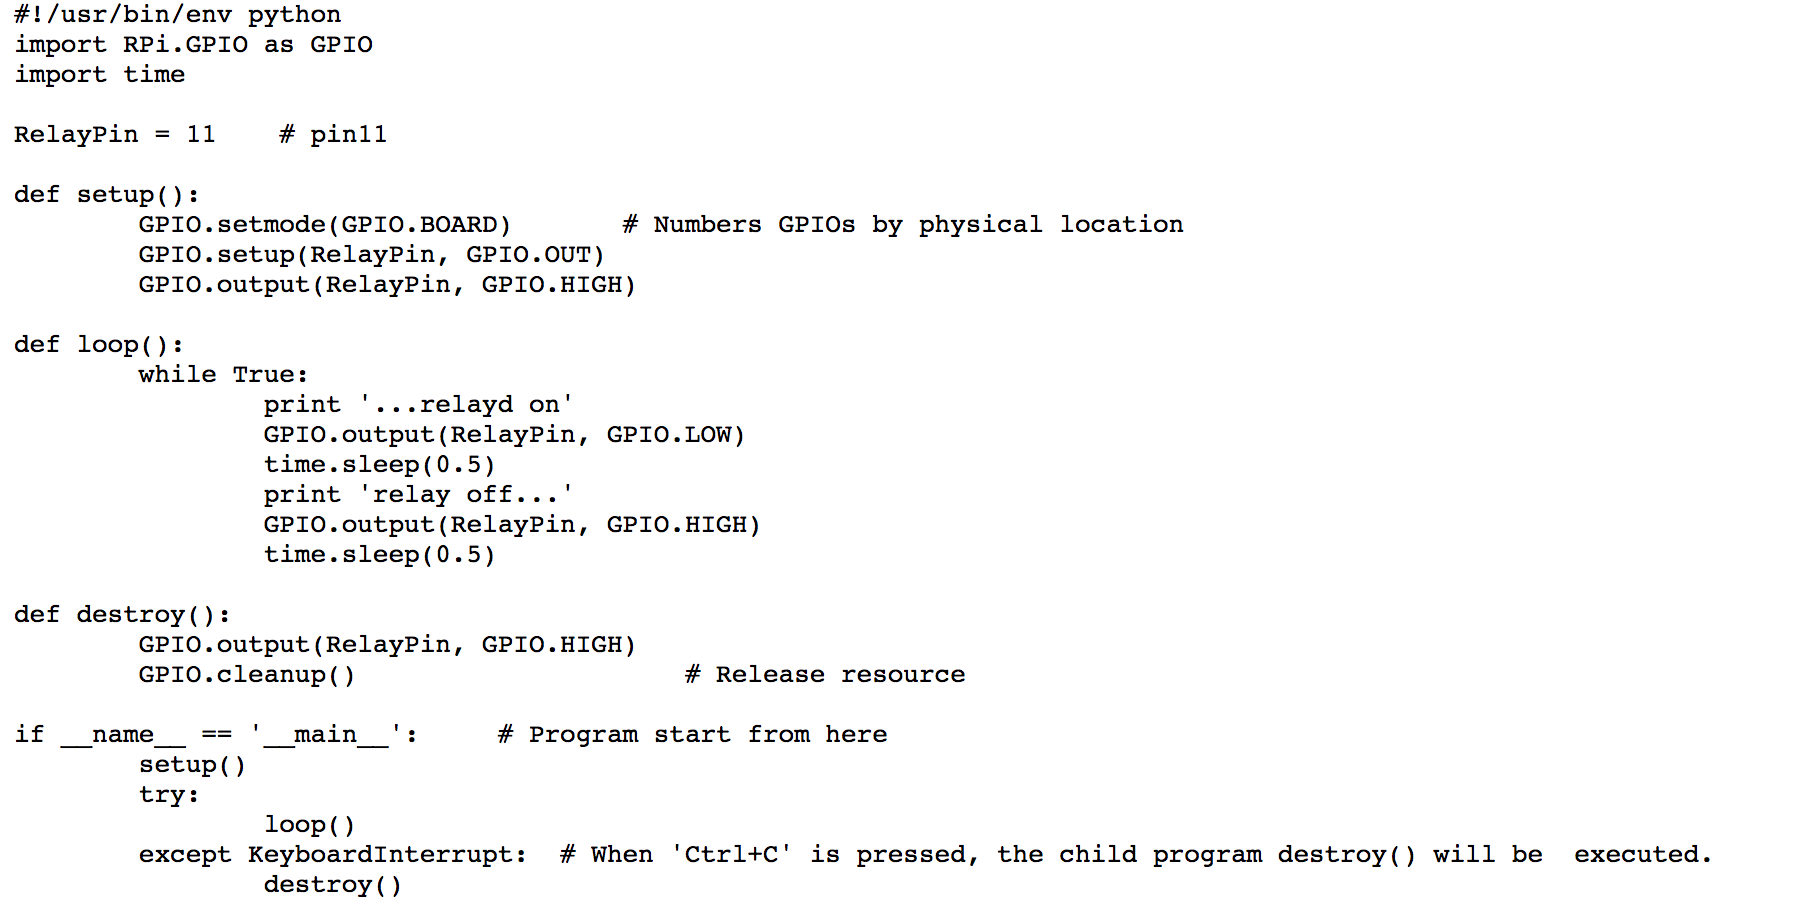 #!/usr/bin/env python
import RPi.GPIO as GPIO
import time

RelayPin = 11    # pin11

def setup():
        GPIO.setmode(GPIO.BOARD)       # Numbers GPIOs by physical location
        GPIO.setup(RelayPin, GPIO.OUT)
        GPIO.output(RelayPin, GPIO.HIGH)

def loop():
        while True:
                print '...relayd on'
                GPIO.output(RelayPin, GPIO.LOW)
                time.sleep(0.5)
                print 'relay off...'
                GPIO.output(RelayPin, GPIO.HIGH)
                time.sleep(0.5)

def destroy():
        GPIO.output(RelayPin, GPIO.HIGH)
        GPIO.cleanup()                     # Release resource

if __name__ == '__main__':     # Program start from here
        setup()
        try:
                loop()
        except KeyboardInterrupt:  # When 'Ctrl+C' is pressed, the child program destroy() will be  executed.
                destroy()